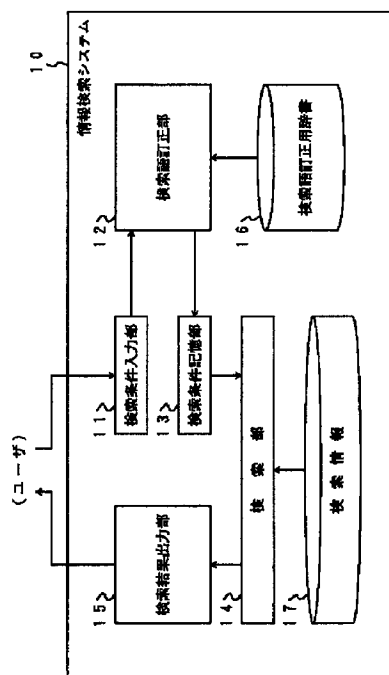 (ユーザ)
10
情報検索システム
11
検索条件入力部
12
検索語訂正部
13
検索条件記憶部
14
検索部
15
検索結果出力部
16
検索語訂正用辞書
17
検索情報